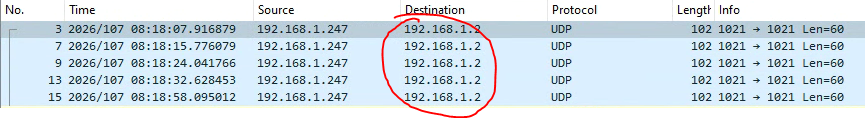 No. Time Source Destination Protocol Length Info
3 2026/107 08:18:07.916879 192.168.1.247 192.168.1.2 UDP 102 1021 → 1021 Len=60
7 2026/107 08:18:15.776079 192.168.1.247 192.168.1.2 UDP 102 1021 → 1021 Len=60
9 2026/107 08:18:24.041766 192.168.1.247 192.168.1.2 UDP 102 1021 → 1021 Len=60
13 2026/107 08:18:32.628453 192.168.1.247 192.168.1.2 UDP 102 1021 → 1021 Len=60
15 2026/107 08:18:58.095012 192.168.1.247 192.168.1.2 UDP 102 1021 → 1021 Len=60